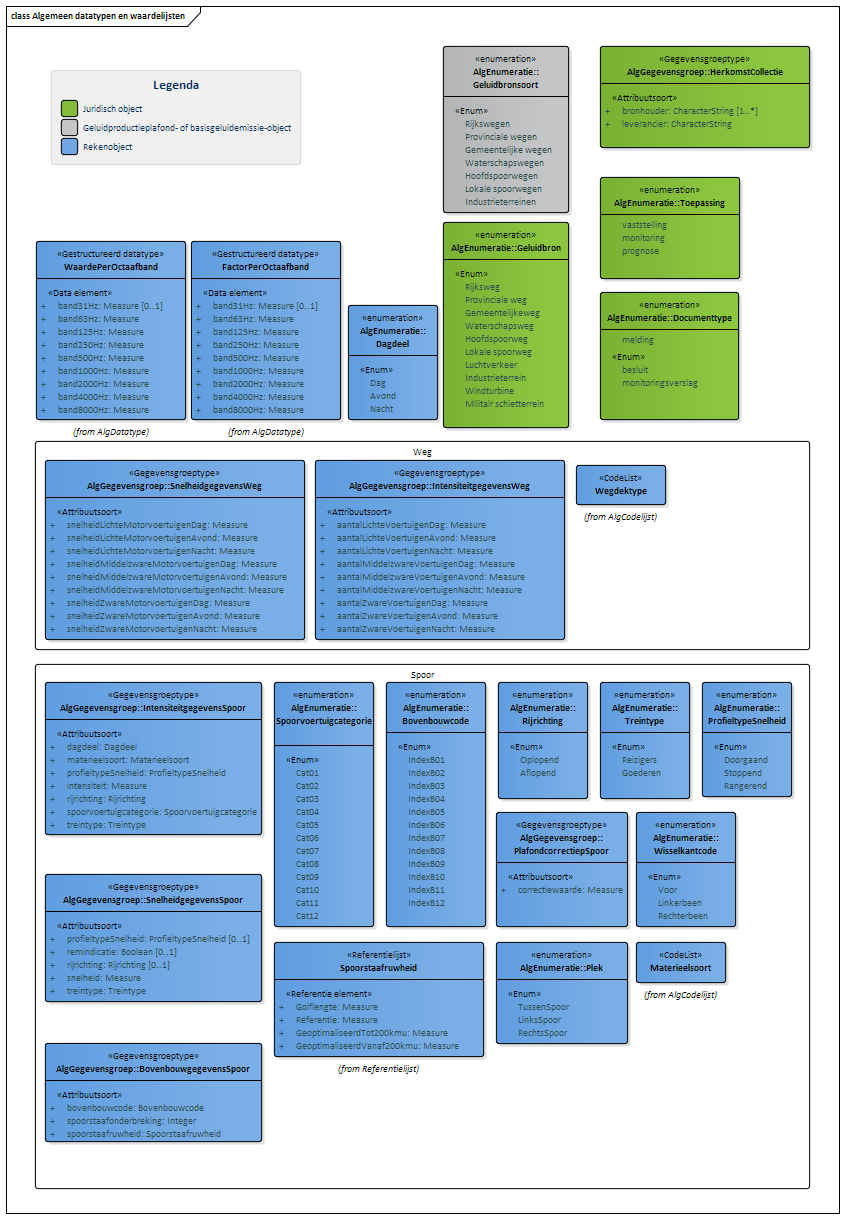 class Algemeen datatypen en waardelijsten
Legenda
Juridisch object
Geluidproductieplafond- of basisgeluidemissie-object
Rekenobject
«enumeration»
AlgEnumeratie::
Geluidbronsoort
«Enum»
Rijkswegen
Provinciale wegen
Gemeentelijke wegen
Waterschapswegen
Hoofdspoorwegen
Lokale spoorwegen
Industrieterreinen
«Gegevensgroeptype»
AlgGegevensgroep::HerkomstCollectie
«Attribuutsoort»
+ bronhouder: CharacterString [1..*]
+ leverancier: CharacterString
«enumeration»
AlgEnumeratie::Toepassing
vaststelling
monitoring
prognose
«enumeration»
AlgEnumeratie::Geluidbron
«Enum»
Rijksweg
Provinciale weg
Gemeentelijkeweg
Waterschapsweg
Hoofdspoorweg
Lokale spoorweg
Luchtverkeer
Industrieterrein
Windturbine
Militair schietterrein
«enumeration»
AlgEnumeratie::Documenttype
melding
«Enum»
besluit
monitoringsverslag
«Gestructureerd datatype»
WaardePerOctaafband
«Data element»
+ band31Hz: Measure [0..1]
+ band63Hz: Measure
+ band125Hz: Measure
+ band250Hz: Measure
+ band500Hz: Measure
+ band1000Hz: Measure
+ band2000Hz: Measure
+ band4000Hz: Measure
+ band8000Hz: Measure
(from AlgDatatype)
«Gestructureerd datatype»
FactorPerOctaafband
«Data element»
+ band31Hz: Measure [0..1]
+ band63Hz: Measure
+ band125Hz: Measure
+ band250Hz: Measure
+ band500Hz: Measure
+ band1000Hz: Measure
+ band2000Hz: Measure
+ band4000Hz: Measure
+ band8000Hz: Measure
(from AlgDatatype)
«enumeration»
AlgEnumeratie::
Dagdeel
«Enum»
Dag
Avond
Nacht
Weg
«Gegevensgroeptype»
AlgGegevensgroep::SnelheidgegevensWeg
«Attribuutsoort»
+ snelheidLichteMotorvoertuigenDag: Measure
+ snelheidLichteMotorvoertuigenAvond: Measure
+ snelheidLichteMotorvoertuigenNacht: Measure
+ snelheidMiddelzwareMotorvoertuigenDag: Measure
+ snelheidMiddelzwareMotorvoertuigenAvond: Measure
+ snelheidMiddelzwareMotorvoertuigenNacht: Measure
+ snelheidZwareMotorvoertuigenDag: Measure
+ snelheidZwareMotorvoertuigenAvond: Measure
+ snelheidZwareMotorvoertuigenNacht: Measure
«Gegevensgroeptype»
AlgGegevensgroep::IntensiteitgegevensWeg
«Attribuutsoort»
+ aantalLichteVoertuigenDag: Measure
+ aantalLichteVoertuigenAvond: Measure
+ aantalLichteVoertuigenNacht: Measure
+ aantalMiddelzwareVoertuigenDag: Measure
+ aantalMiddelzwareVoertuigenAvond: Measure
+ aantalMiddelzwareVoertuigenNacht: Measure
+ aantalZwareVoertuigenDag: Measure
+ aantalZwareVoertuigenAvond: Measure
+ aantalZwareVoertuigenNacht: Measure
«CodeList»
Wegdektype
(from AlgCodelijst)
Spoor
«Gegevensgroeptype»
AlgGegevensgroep::IntensiteitgegevensSpoor
«Attribuutsoort»
+ dagdeel: Dagdeel
+ materieelsoort: Materieelsoort
+ profieltypeSnelheid: ProfieltypeSnelheid
+ intensiteit: Measure
+ rijrichting: Rijrichting
+ spoorvoertuigcategorie: Spoorvoertuigcategorie
+ treintype: Treintype
«enumeration»
AlgEnumeratie::
Spoorvoertuigcategorie
«Enum»
Cat01
Cat02
Cat03
Cat04
Cat05
Cat06
Cat07
Cat08
Cat09
Cat10
Cat11
Cat12
«enumeration»
AlgEnumeratie::
Bovenbouwcode
«Enum»
IndexB01
IndexB02
IndexB03
IndexB04
IndexB05
IndexB06
IndexB07
IndexB08
IndexB09
IndexB10
IndexB11
IndexB12
«enumeration»
AlgEnumeratie::
Rijrichting
«Enum»
Oplopend
Aflopend
«enumeration»
AlgEnumeratie::
Treintype
«Enum»
Reizigers
Goederen
«enumeration»
AlgEnumeratie::
ProfieltypeSnelheid
«Enum»
Doorgaand
Stoppend
Rangerend
«Gegevensgroeptype»
AlgGegevensgroep::
PlafondcorrectiepSpoor
«Attribuutsoort»
+ correctiewaarde: Measure
«enumeration»
AlgEnumeratie::
Wisselkantcode
«Enum»
Voor
Linkerbeen
Rechterbeen
«Gegevensgroeptype»
AlgGegevensgroep::SnelheidgegevensSpoor
«Attribuutsoort»
+ profieltypeSnelheid: ProfieltypeSnelheid [0..1]
+ remindicatie: Boolean [0..1]
+ rijrichting: Rijrichting [0..1]
+ snelheid: Measure
+ treintype: Treintype
«Referentielijst»
Spoorstaafruwheid
«Referentie element»
+ Golflengte: Measure
+ Referentie: Measure
+ GeoptimaliseerdTot200kmu: Measure
+ GeoptimaliseerdVanaf200kmu: Measure
(from Referentielijst)
«enumeration»
AlgEnumeratie::Plek
«Enum»
TussenSpoor
LinksSpoor
RechtsSpoor
«CodeList»
Materieelsoort
(from AlgCodelijst)
«Gegevensgroeptype»
AlgGegevensgroep::BovenbouwgegevensSpoor
«Attribuutsoort»
+ bovenbouwcode: Bovenbouwcode
+ spoorstaafonderbreking: Integer
+ spoorstaafruwheid: Spoorstaafruwheid